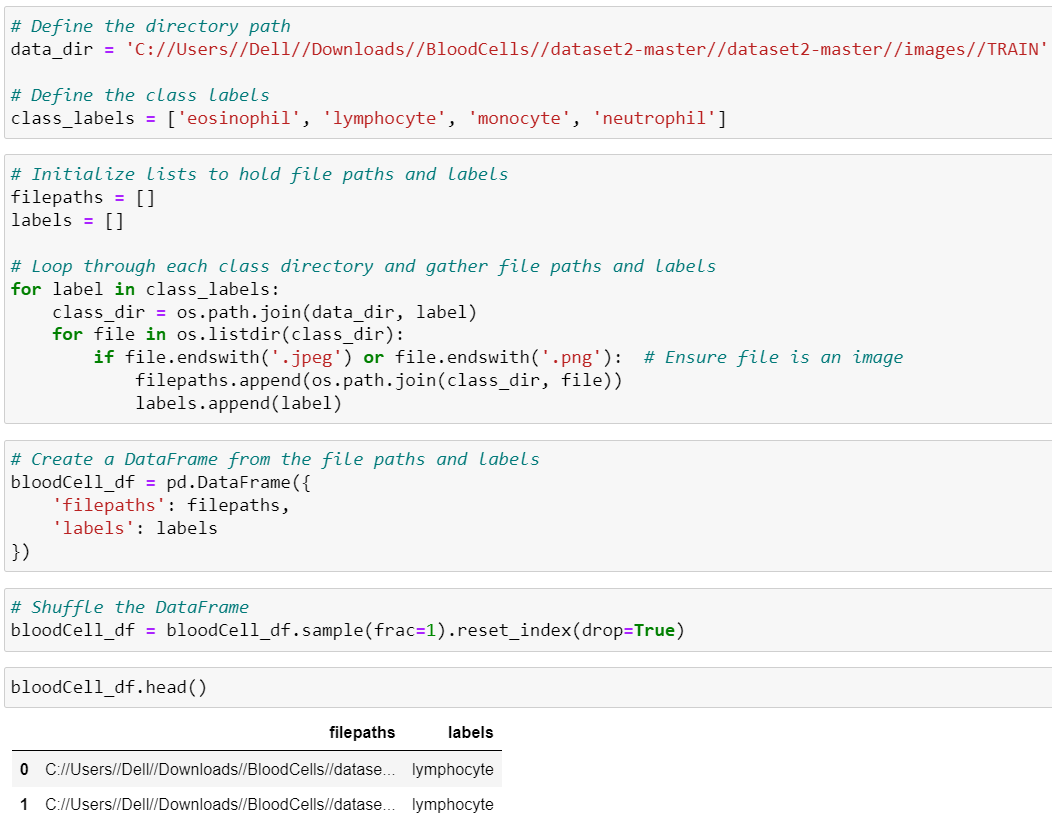 # Define the directory path
data_dir = 'C://Users//Dell//Downloads//BloodCells//dataset2-master//dataset2-master//images//TRAIN'

# Define the class labels
class_labels = ['eosinophil', 'lymphocyte', 'monocyte', 'neutrophil']

# Initialize lists to hold file paths and labels
filepaths = []
labels = []

# Loop through each class directory and gather file paths and labels
for label in class_labels:
    class_dir = os.path.join(data_dir, label)
    for file in os.listdir(class_dir):
        if file.endswith('.jpeg') or file.endswith('.png'):  # Ensure file is an image
            filepaths.append(os.path.join(class_dir, file))
            labels.append(label)

# Create a DataFrame from the file paths and labels
bloodCell_df = pd.DataFrame({
    'filepaths': filepaths,
    'labels': labels
})

# Shuffle the DataFrame
bloodCell_df = bloodCell_df.sample(frac=1).reset_index(drop=True)

bloodCell_df.head()

filepaths labels
0 C://Users//Dell//Downloads//BloodCells//datase... lymphocyte
1 C://Users//Dell//Downloads//BloodCells//datase... lymphocyte